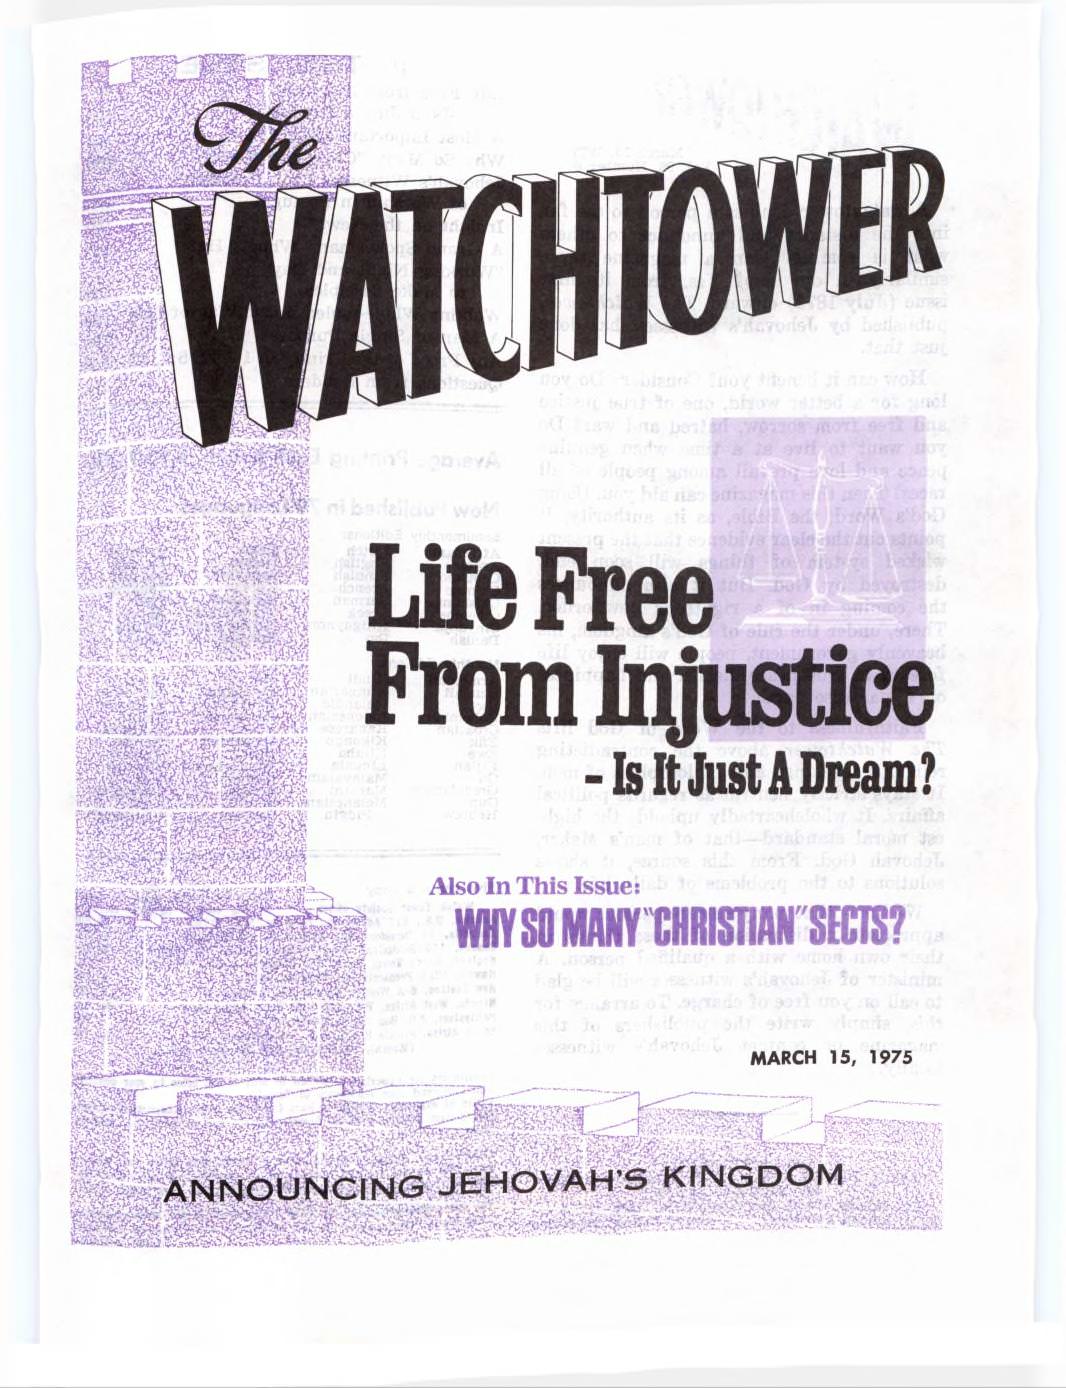 The
WATCHTOWER
Life Free
From Injustice
- Is It Just A Dream?
Also In This Issue:
WHY SO MANY "CHRISTIAN" SECTS?
MARCH 15, 1975
ANNOUNCING JEHOVAH'S KINGDOM